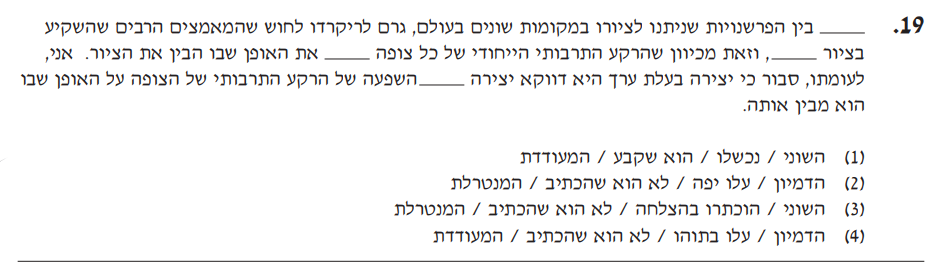 19. _____ בין הפרשנויות שניתנו לציורו במקומות שונים בעולם, גרם לריקרדו לחוש שהמאמצים הרבים שהשקיע
בציור _____, וזאת מכיוון שהרקע התרבותי הייחודי של כל צופה _____ את האופן שבו הבין את הציור. אני,
לעומתו, סבור כי יצירה בעלת ערך היא דווקא יצירה _____ השפעה של הרקע התרבותי של הצופה על האופן שבו
הוא מבין אותה.
(1) השוני / נכשלו / הוא שקבע / המעודדת
(2) הדמיון / עלו יפה / לא הוא שהכתיב / המנטרלת
(3) השוני / הוכתרו בהצלחה / לא הוא שהכתיב / המנטרלת
(4) הדמיון / עלו בתוהו / לא הוא שהכתיב / המעודדת